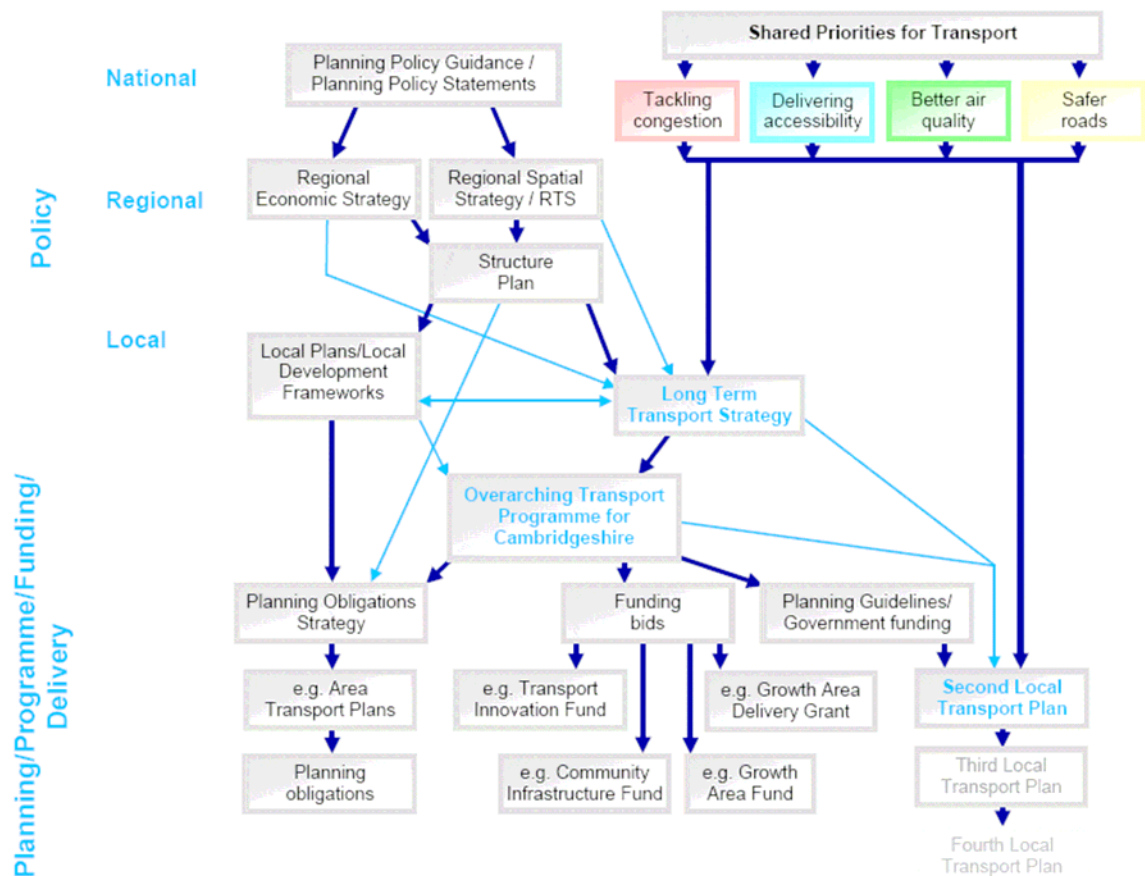 Shared Priorities for Transport
National
Planning Policy Guidance /
Planning Policy Statements
Tackling
congestion
Delivering
accessibility
Better air
quality
Safer
roads
Policy
Regional
Regional
Economic Strategy
Regional Spatial
Strategy / RTS
Structure
Plan
Local
Local Plans/Local
Development
Frameworks
Long Term
Transport Strategy
Planning/Programme/Funding/
Delivery
Overarching Transport
Programme for
Cambridgeshire
Planning Obligations
Strategy
Funding
bids
Planning Guidelines/
Government funding
e.g. Area
Transport Plans
e.g. Transport
Innovation Fund
e.g. Growth Area
Delivery Grant
Second Local
Transport Plan
Planning
obligations
e.g. Community
Infrastructure Fund
e.g. Growth
Area Fund
Third Local
Transport Plan
Fourth Local
Transport Plan